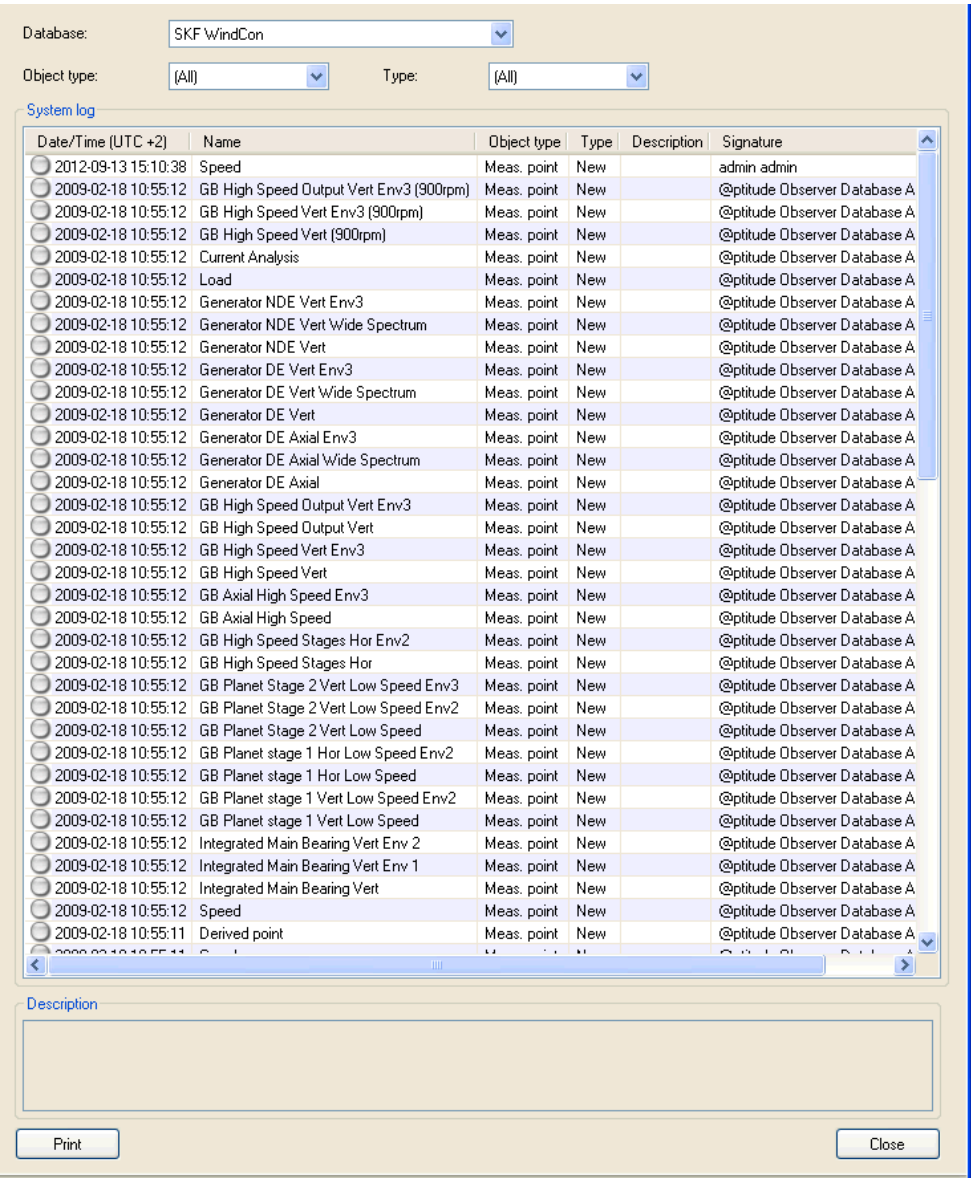 Database: SKF WindCon
Object type: (All) Type: (All)
System log
Date/Time (UTC +2) Name Object type Type Description Signature
2012-09-13 15:10:38 Speed Meas. point New admin admin
2009-02-18 10:55:12 GB High Speed Output Vert Env3 (900rpm) Meas. point New @ptitude Observer Database A
2009-02-18 10:55:12 GB High Speed Vert Env3 (900rpm) Meas. point New @ptitude Observer Database A
2009-02-18 10:55:12 GB High Speed Vert (900rpm) Meas. point New @ptitude Observer Database A
2009-02-18 10:55:12 Current Analysis Meas. point New @ptitude Observer Database A
2009-02-18 10:55:12 Load Meas. point New @ptitude Observer Database A
2009-02-18 10:55:12 Generator NDE Vert Env3 Meas. point New @ptitude Observer Database A
2009-02-18 10:55:12 Generator NDE Vert Wide Spectrum Meas. point New @ptitude Observer Database A
2009-02-18 10:55:12 Generator NDE Vert Meas. point New @ptitude Observer Database A
2009-02-18 10:55:12 Generator DE Vert Env3 Meas. point New @ptitude Observer Database A
2009-02-18 10:55:12 Generator DE Vert Wide Spectrum Meas. point New @ptitude Observer Database A
2009-02-18 10:55:12 Generator DE Vert Meas. point New @ptitude Observer Database A
2009-02-18 10:55:12 Generator DE Axial Env3 Meas. point New @ptitude Observer Database A
2009-02-18 10:55:12 Generator DE Axial Wide Spectrum Meas. point New @ptitude Observer Database A
2009-02-18 10:55:12 Generator DE Axial Meas. point New @ptitude Observer Database A
2009-02-18 10:55:12 GB High Speed Output Vert Env3 Meas. point New @ptitude Observer Database A
2009-02-18 10:55:12 GB High Speed Output Vert Meas. point New @ptitude Observer Database A
2009-02-18 10:55:12 GB High Speed Vert Env3 Meas. point New @ptitude Observer Database A
2009-02-18 10:55:12 GB High Speed Vert Meas. point New @ptitude Observer Database A
2009-02-18 10:55:12 GB Axial High Speed Env3 Meas. point New @ptitude Observer Database A
2009-02-18 10:55:12 GB Axial High Speed Meas. point New @ptitude Observer Database A
2009-02-18 10:55:12 GB High Speed Stages Hor Env2 Meas. point New @ptitude Observer Database A
2009-02-18 10:55:12 GB High Speed Stages Hor Meas. point New @ptitude Observer Database A
2009-02-18 10:55:12 GB Planet Stage 2 Vert Low Speed Env3 Meas. point New @ptitude Observer Database A
2009-02-18 10:55:12 GB Planet Stage 2 Vert Low Speed Env2 Meas. point New @ptitude Observer Database A
2009-02-18 10:55:12 GB Planet Stage 2 Vert Low Speed Meas. point New @ptitude Observer Database A
2009-02-18 10:55:12 GB Planet stage 1 Hor Low Speed Env2 Meas. point New @ptitude Observer Database A
2009-02-18 10:55:12 GB Planet stage 1 Hor Low Speed Meas. point New @ptitude Observer Database A
2009-02-18 10:55:12 GB Planet stage 1 Vert Low Speed Env2 Meas. point New @ptitude Observer Database A
2009-02-18 10:55:12 GB Planet stage 1 Vert Low Speed Meas. point New @ptitude Observer Database A
2009-02-18 10:55:12 Integrated Main Bearing Vert Env 2 Meas. point New @ptitude Observer Database A
2009-02-18 10:55:12 Integrated Main Bearing Vert Env 1 Meas. point New @ptitude Observer Database A
2009-02-18 10:55:12 Integrated Main Bearing Vert Meas. point New @ptitude Observer Database A
2009-02-18 10:55:12 Speed Meas. point New @ptitude Observer Database A
2009-02-18 10:55:11 Derived point Meas. point New @ptitude Observer Database A
Description
Print Close